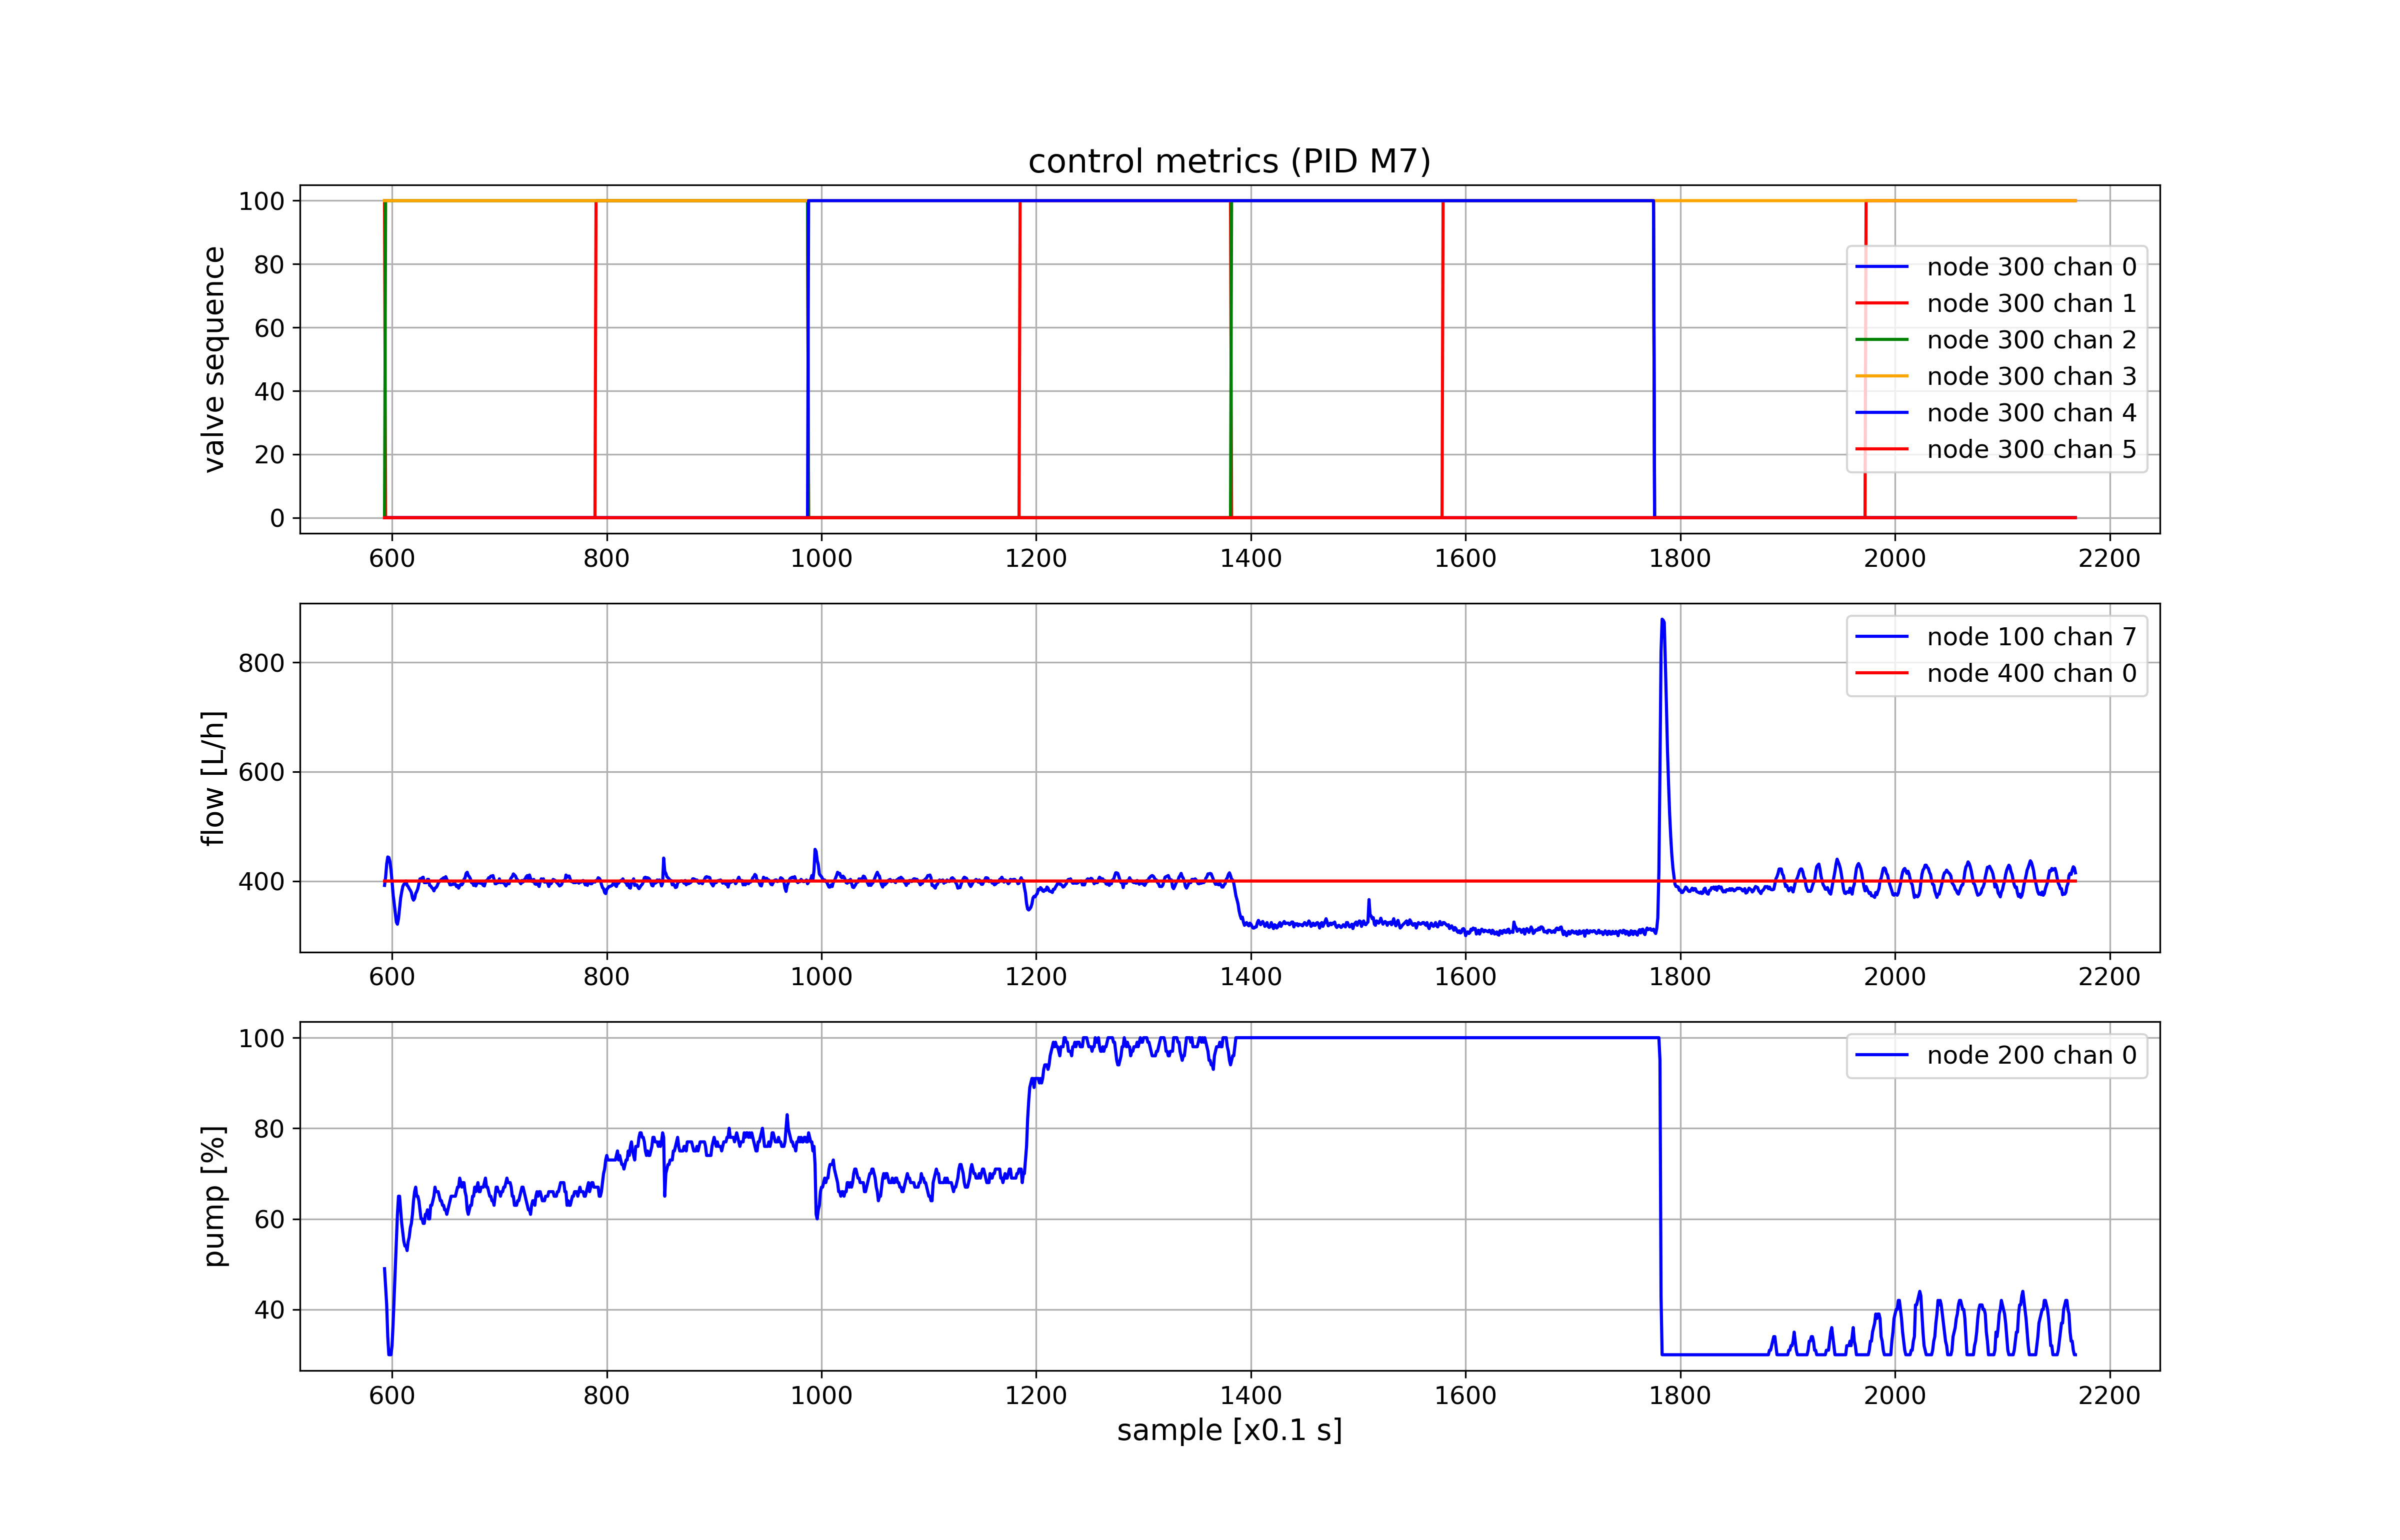 control metrics (PID M7)
valve sequence
100
80
60
40
20
0
node 300 chan 0
node 300 chan 1
node 300 chan 2
node 300 chan 3
node 300 chan 4
node 300 chan 5
600 800 1000 1200 1400 1600 1800 2000 2200
flow [L/h]
800
600
400
node 100 chan 7
node 400 chan 0
600 800 1000 1200 1400 1600 1800 2000 2200
pump [%]
100
80
60
40
node 200 chan 0
600 800 1000 1200 1400 1600 1800 2000 2200
sample [x0.1 s]